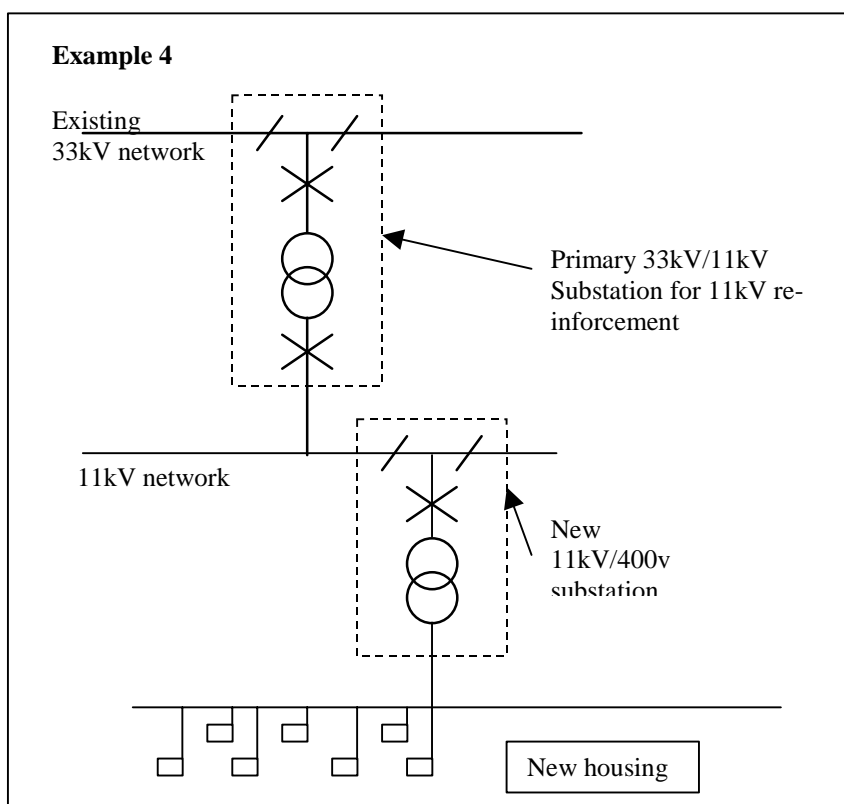 Example 4
Existing
33kV network
Primary 33kV/11kV
Substation for 11kV re-
inforcement
11kV network
New
11kV/400v
substation
New housing